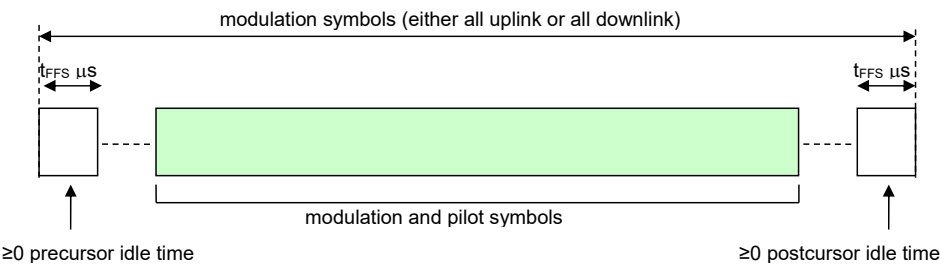 modulation symbols (either all uplink or all downlink)
tFFS μs tFFS μs
modulation and pilot symbols
≥0 precursor idle time ≥0 postcursor idle time